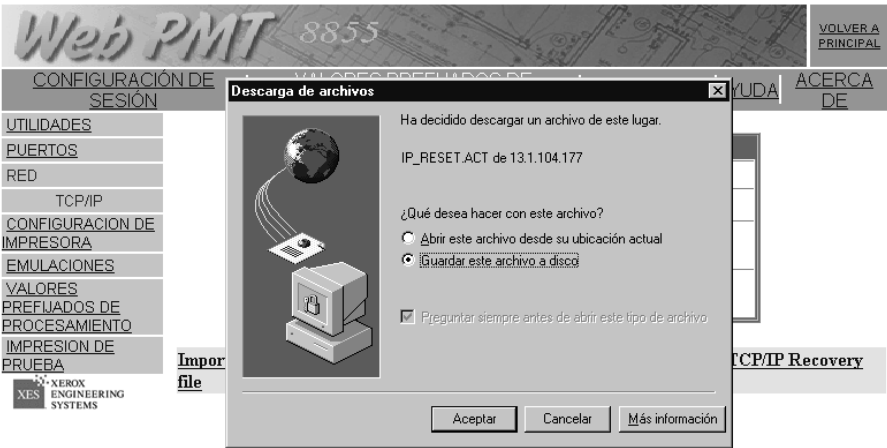 Web PMT 8855
VOLVER A
PRINCIPAL
CONFIGURACIÓN DE
SESIÓN
VALORES PREFIJADOS DE
YUDA
ACERCA
DE
UTILIDADES
PUERTOS
RED
TCP/IP
CONFIGURACION DE
IMPRESORA
EMULACIONES
VALORES
PREFIJADOS DE
PROCESAMIENTO
IMPRESION DE
PRUEBA
XES XEROX
ENGINEERING
SYSTEMS
Descarga de archivos
Ha decidido descargar un archivo de este lugar.
IP_RESET.ACT de 13.1.104.177
¿Qué desea hacer con este archivo?
Abrir este archivo desde su ubicación actual
Guardar este archivo a disco
Preguntar siempre antes de abrir este tipo de archivo
Aceptar Cancelar Más información
Impor TCP/IP Recovery
file